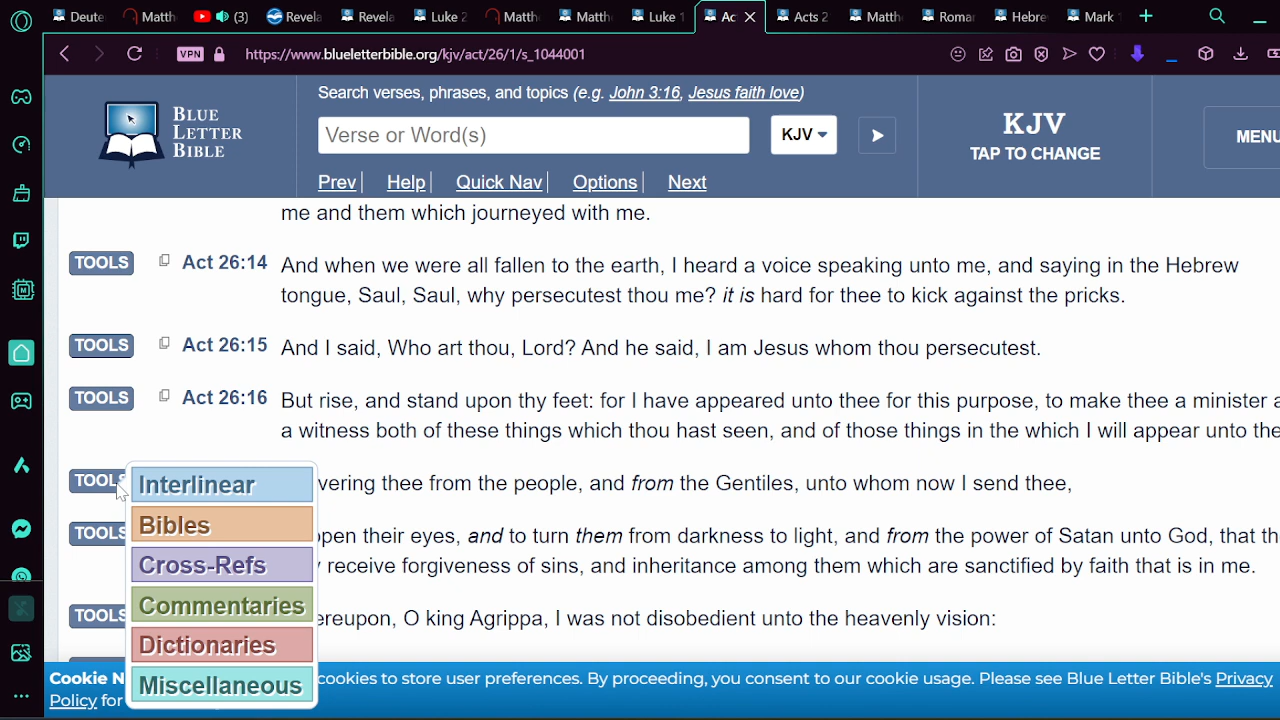 Deute Matth (3) Revela Revela Luke 2 Matth Matth Luke 1 Ac Acts 2 Matth Roma Hebre Mark 1
VPN https://www.blueletterbible.org/kjv/act/26/1/s_1044001
BLUE LETTER BIBLE
Search verses, phrases, and topics (e.g. John 3:16, Jesus faith love)
Verse or Word(s) KJV
Prev Help Quick Nav Options Next
KJV
TAP TO CHANGE
MENU
me and them which journeyed with me.
TOOLS Act 26:14 And when we were all fallen to the earth, I heard a voice speaking unto me, and saying in the Hebrew
tongue, Saul, Saul, why persecutest thou me? it is hard for thee to kick against the pricks.
TOOLS Act 26:15 And I said, Who art thou, Lord? And he said, I am Jesus whom thou persecutest.
TOOLS Act 26:16 But rise, and stand upon thy feet: for I have appeared unto thee for this purpose, to make thee a minister a
a witness both of these things which thou hast seen, and of those things in the which I will appear unto the
TOOLS vering thee from the people, and from the Gentiles, unto whom now I send thee,
TOOLS open their eyes, and to turn them from darkness to light, and from the power of Satan unto God, that th
y receive forgiveness of sins, and inheritance among them which are sanctified by faith that is in me.
TOOLS ereupon, O king Agrippa, I was not disobedient unto the heavenly vision:
Interlinear
Bibles
Cross-Refs
Commentaries
Dictionaries
Miscellaneous
Cookie N cookies to store user preferences. By proceeding, you consent to our cookie usage. Please see Blue Letter Bible's Privacy
Policy for